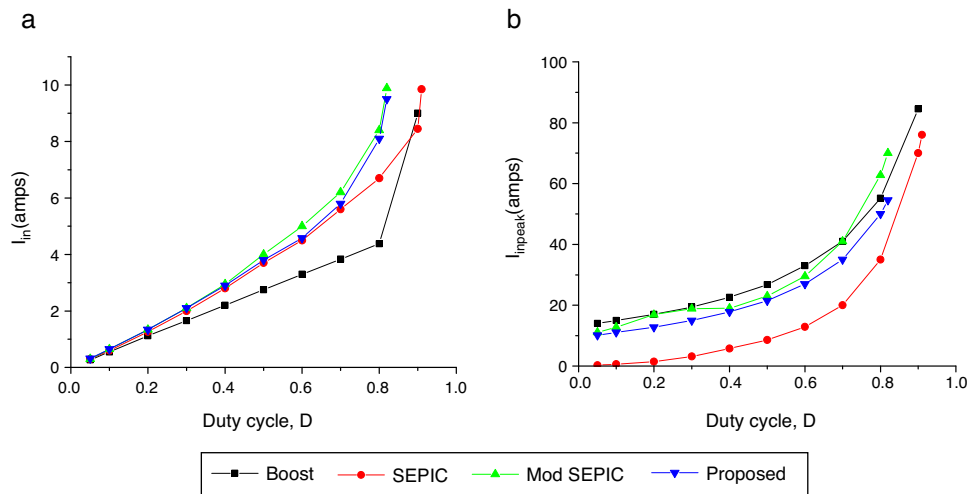 a
I_in(amps)
10
8
6
4
2
0
0.0 0.2 0.4 0.6 0.8 1.0
Duty cycle, D
b
I_inpeak(amps)
100
80
60
40
20
0
0.0 0.2 0.4 0.6 0.8 1.0
Duty cycle, D
Boost SEPIC Mod SEPIC Proposed